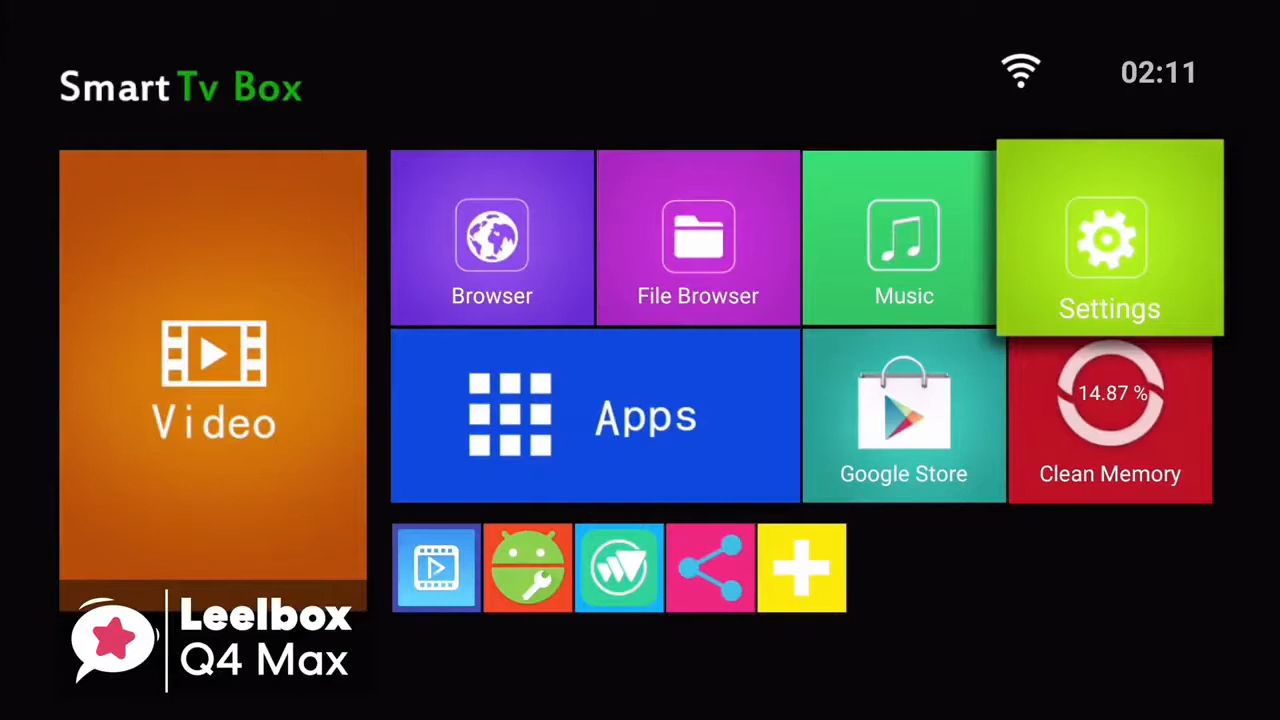 Smart Tv Box
02:11
Browser
File Browser
Music
Settings
Video
Apps
14.87 %
Google Store
Clean Memory
Leelbox
Q4 Max